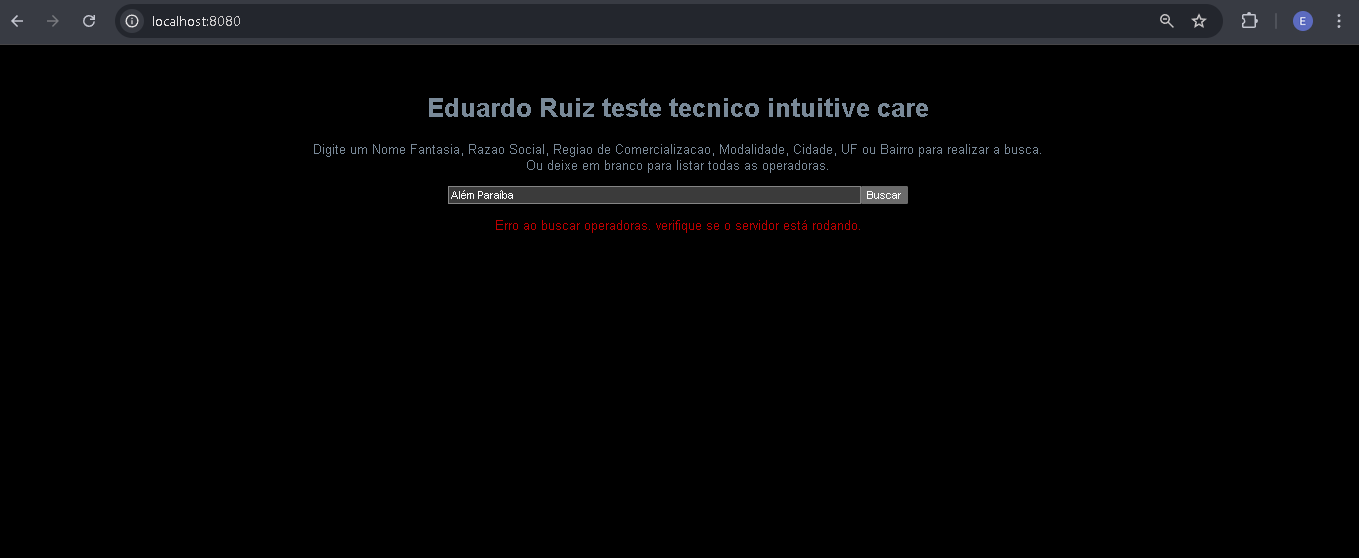 localhost:8080
E
Eduardo Ruiz teste tecnico intuitive care
Digite um Nome Fantasia, Razao Social, Regiao de Comercializacao, Modalidade, Cidade, UF ou Bairro para realizar a busca.
Ou deixe em branco para listar todas as operadoras.
Além Paraíba
Buscar
Erro ao buscar operadoras, verifique se o servidor está rodando.